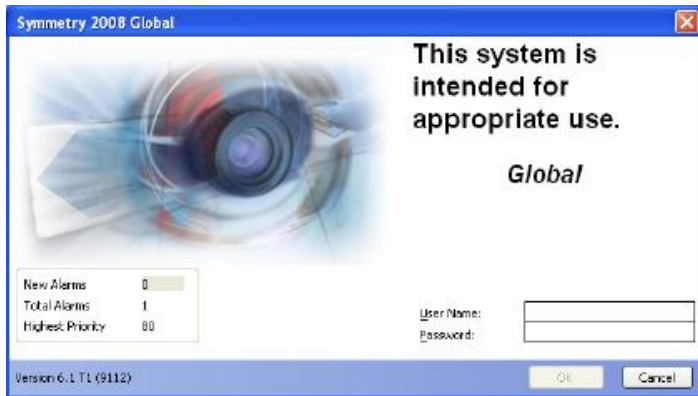 Symmetry 2008 Global
This system is
intended for
appropriate use.
Global
New Alarms 0
Total Alarms 1
Highest Priority 80
User Name:
Password:
Version 6.1 T1 (9112)
OK Cancel